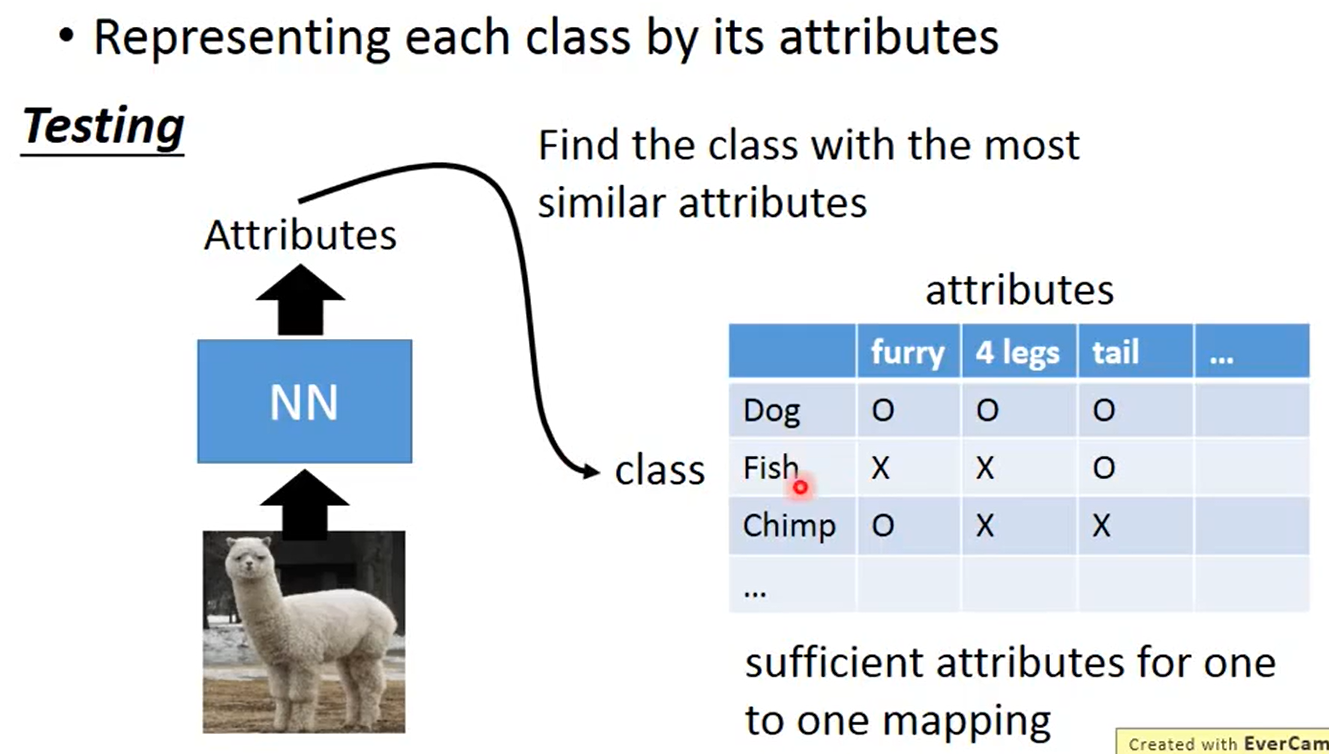 • Representing each class by its attributes
Testing
Find the class with the most
similar attributes
Attributes
NN
class
attributes
furry 4 legs tail ...
Dog O O O
Fish X X O
Chimp O X X
...
sufficient attributes for one
to one mapping
Created with EverCam